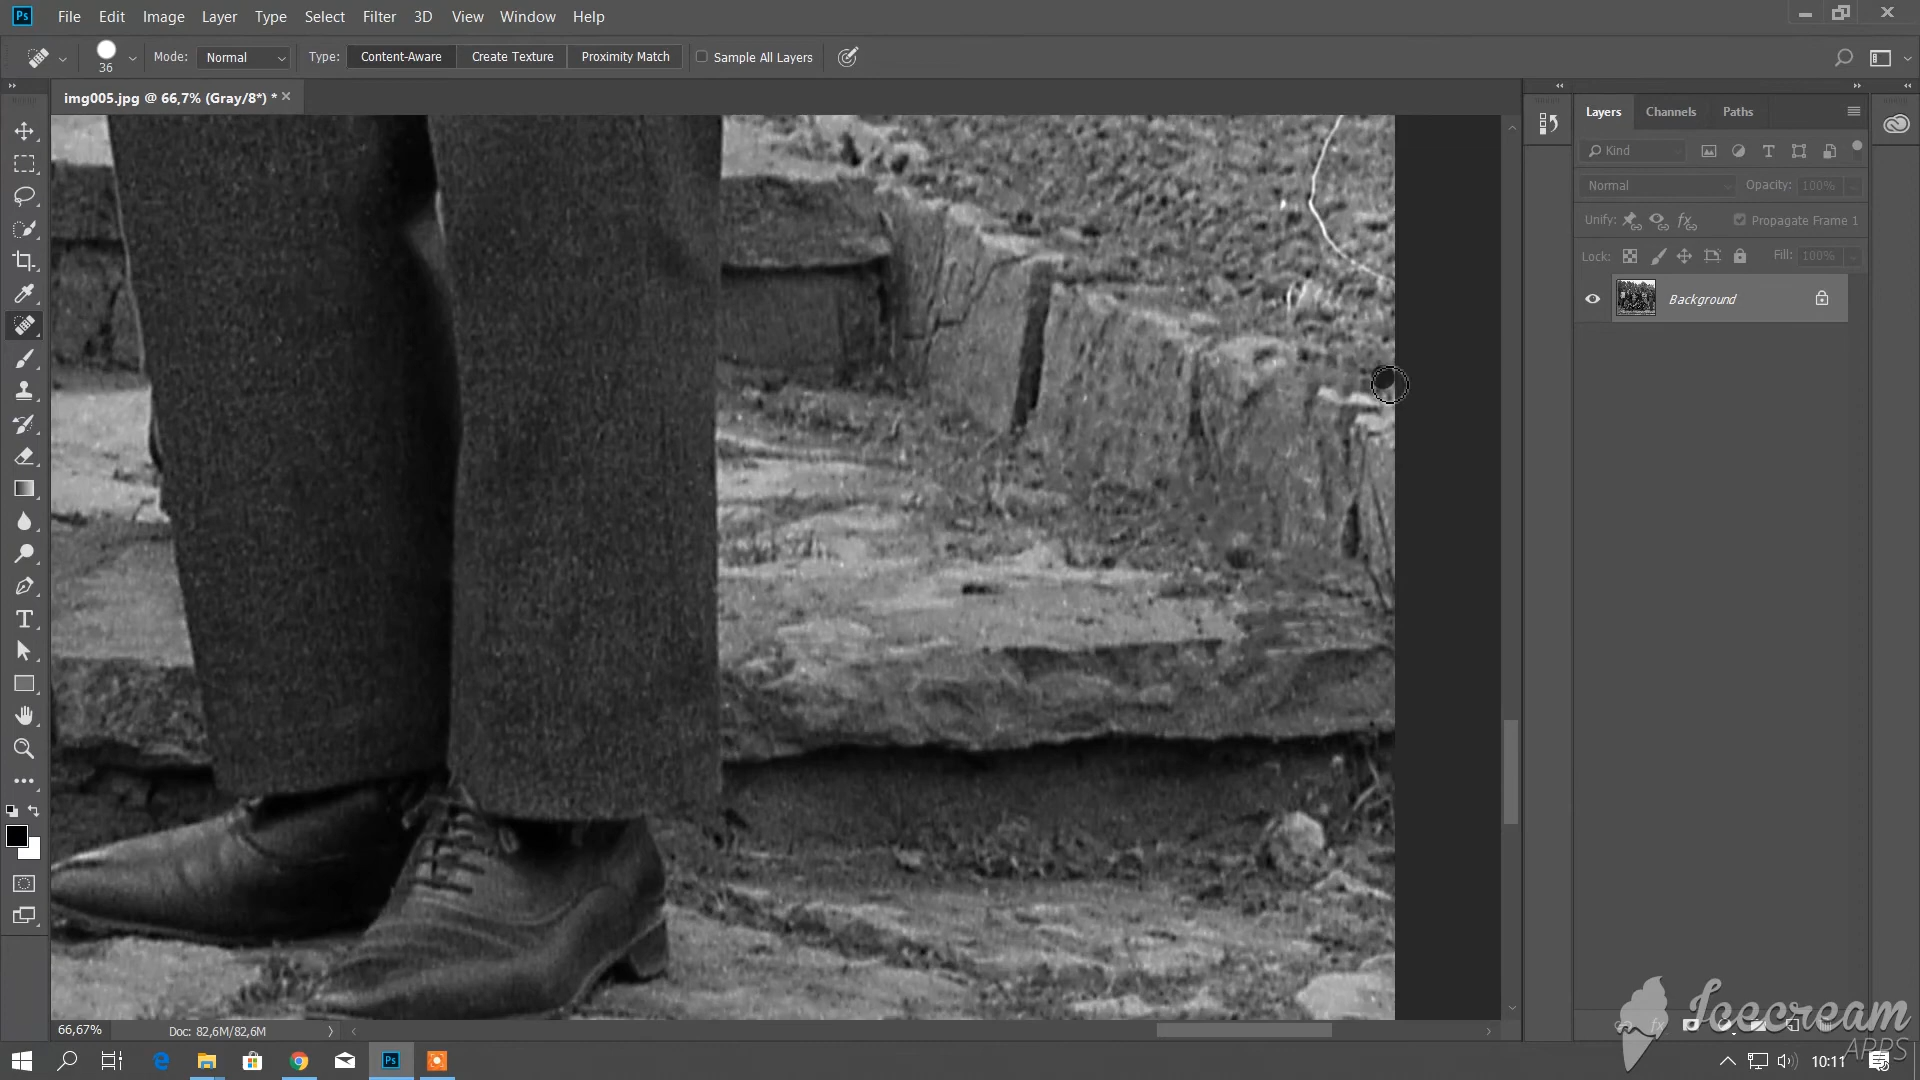 Ps File Edit Image Layer Type Select Filter 3D View Window Help
36 Mode: Normal Type: Content-Aware Create Texture Proximity Match Sample All Layers
img005.jpg @ 66,7% (Gray/8*) *
Layers Channels Paths
Kind
Normal Opacity: 100%
Unify: Propagate Frame 1
Lock: Fill: 100%
Background
66,67% Doc: 82,6M/82,6M
Icecream
APPS
Ps 10:11